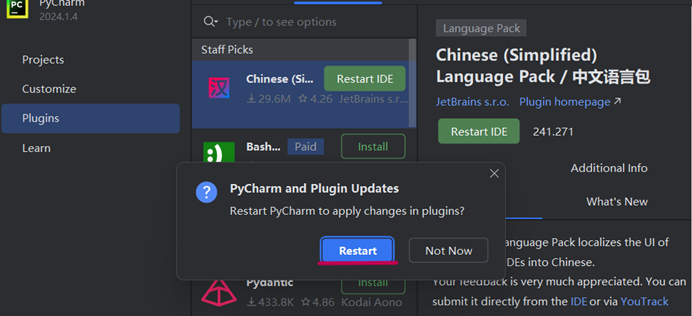 PC
PyCharm
2024.1.4
Projects
Customize
Plugins
Learn
Type / to see options
Staff Picks
汉
Chinese (Si...
Restart IDE
29.6M 4.26 JetBrains s.r...
Bash...
Paid
Install
Pydantic
Install
433.8K 4.86 Kodai Aono
PyCharm and Plugin Updates
Restart PyCharm to apply changes in plugins?
Restart
Not Now
Language Pack
Chinese (Simplified)
Language Pack / 中文语言包
JetBrains s.r.o. Plugin homepage ↗
Restart IDE 241.271
Additional Info
What's New
anguage Pack localizes the UI of
DEs into Chinese.
Your feedback is very much appreciated. You can
submit it directly from the IDE or via YouTrack